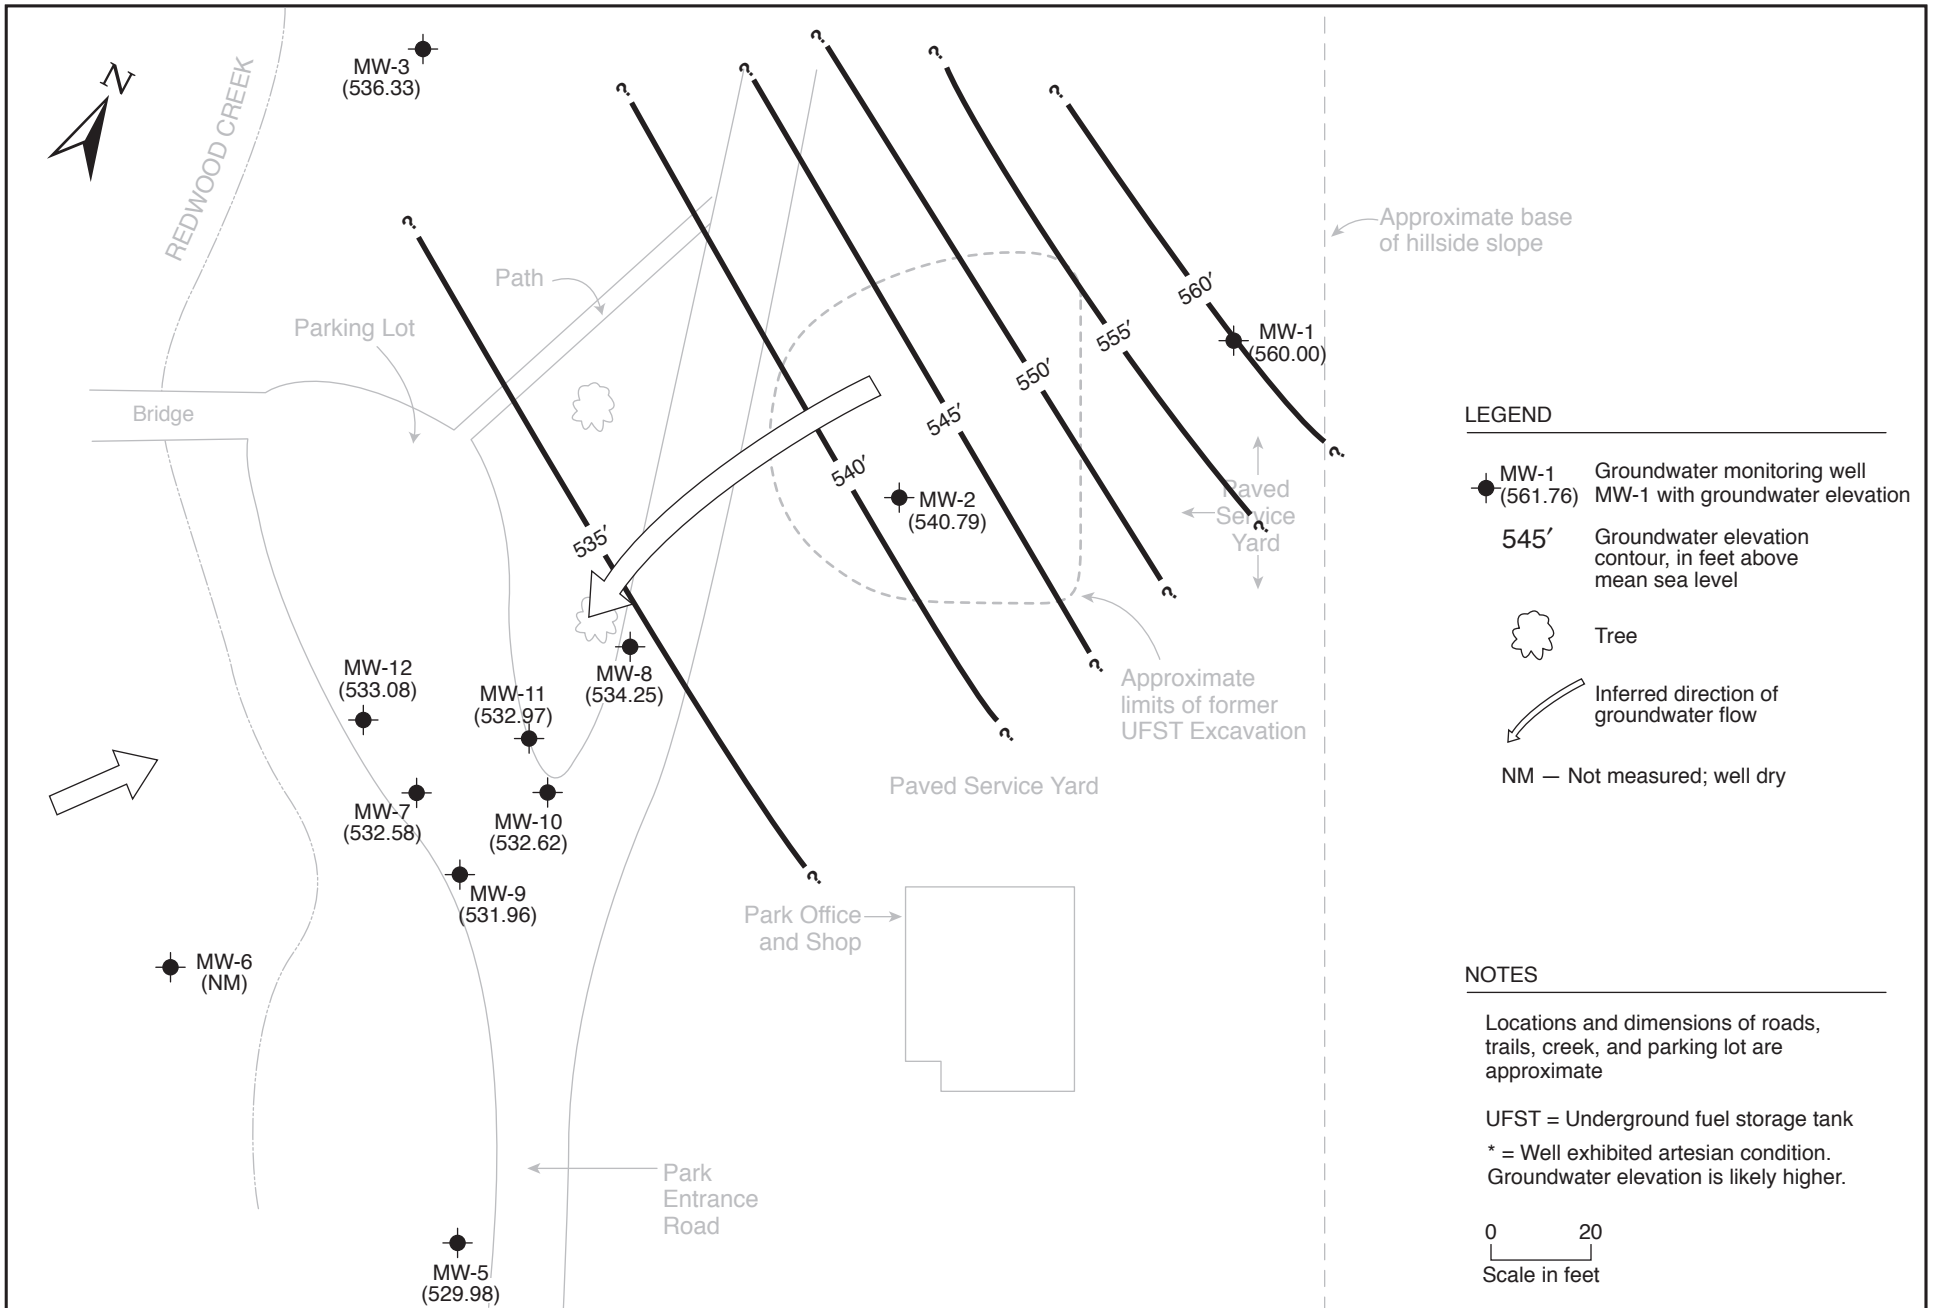 N
REDWOOD CREEK
MW-3
(536.33)
?
?
?
?
?
?
Approximate base
of hillside slope
Path
Parking Lot
Bridge
560′
555′
550′
545′
540′
535′
MW-1
(560.00)
?
MW-2
(540.79)
Paved
Service
Yard
?
?
?
?
?
Approximate
limits of former
UFST Excavation
MW-8
(534.25)
MW-12
(533.08)
MW-11
(532.97)
MW-7
(532.58)
MW-10
(532.62)
MW-9
(531.96)
MW-6
(NM)
Paved Service Yard
Park Office
and Shop
Park
Entrance
Road
MW-5
(529.98)
LEGEND
MW-1
(561.76)
Groundwater monitoring well
MW-1 with groundwater elevation
545′
Groundwater elevation
contour, in feet above
mean sea level
Tree
Inferred direction of
groundwater flow
NM — Not measured; well dry
NOTES
Locations and dimensions of roads,
trails, creek, and parking lot are
approximate
UFST = Underground fuel storage tank
* = Well exhibited artesian condition.
Groundwater elevation is likely higher.
0 20
Scale in feet